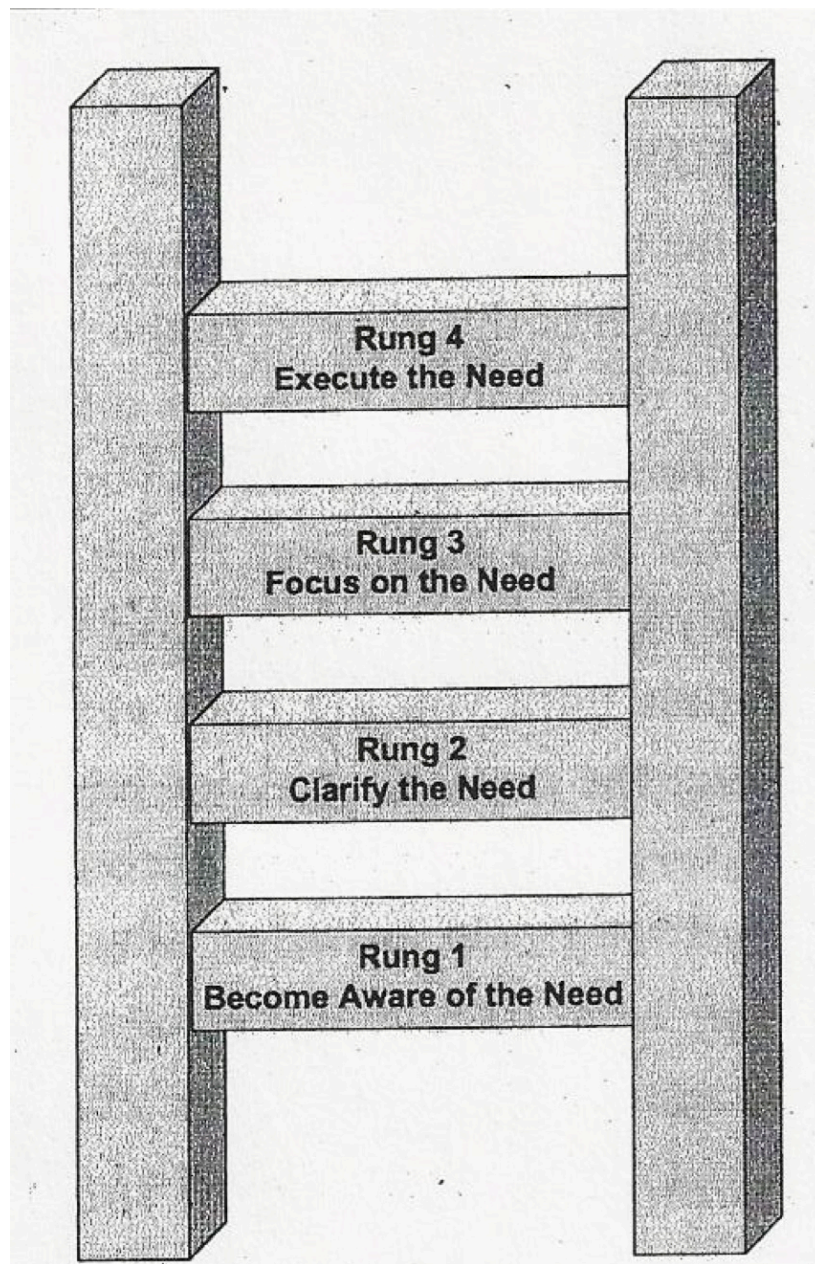 Rung 4
Execute the Need
Rung 3
Focus on the Need
Rung 2
Clarify the Need
Rung 1
Become Aware of the Need